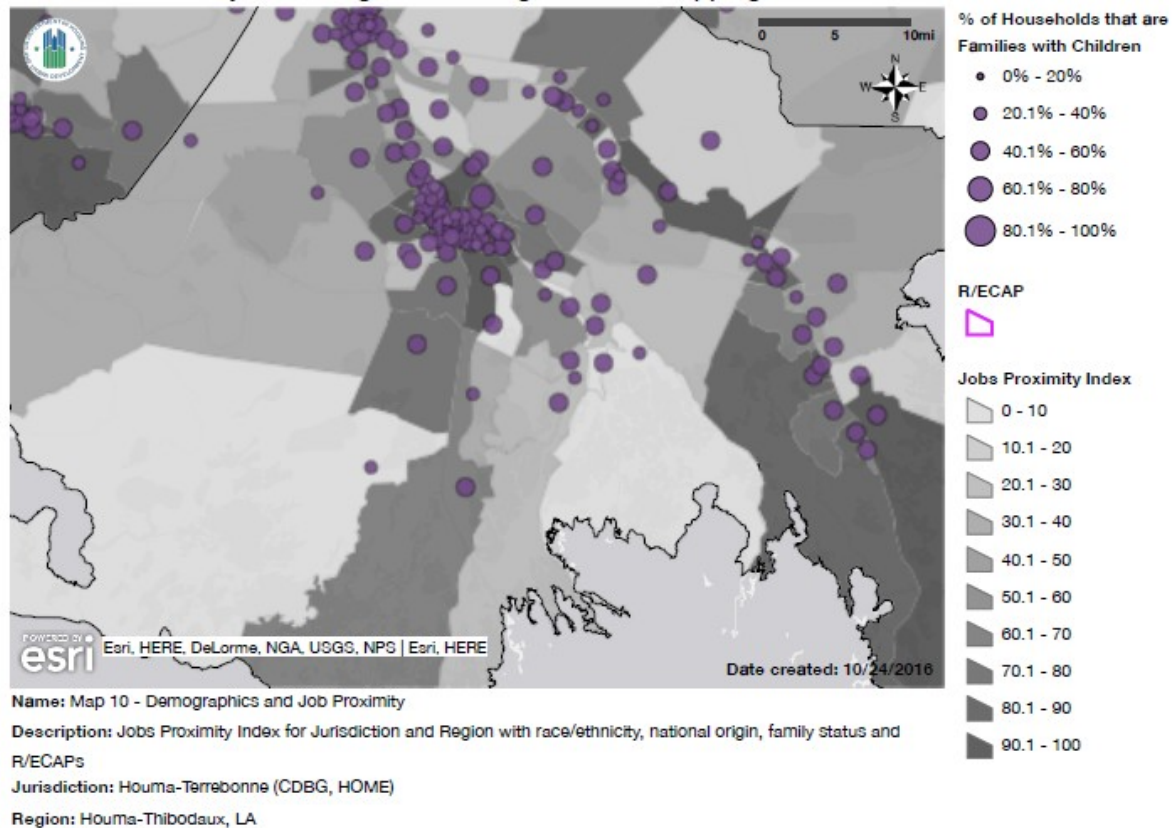 0 5 10mi
N
W E
S
POWERED BY
esri
Esri, HERE, DeLorme, NGA, USGS, NPS | Esri, HERE
Date created: 10/24/2016
% of Households that are
Families with Children
0% - 20%
20.1% - 40%
40.1% - 60%
60.1% - 80%
80.1% - 100%
R/ECAP
Jobs Proximity Index
0 - 10
10.1 - 20
20.1 - 30
30.1 - 40
40.1 - 50
50.1 - 60
60.1 - 70
70.1 - 80
80.1 - 90
90.1 - 100
Name: Map 10 - Demographics and Job Proximity
Description: Jobs Proximity Index for Jurisdiction and Region with race/ethnicity, national origin, family status and
R/ECAPs
Jurisdiction: Houma-Terrebonne (CDBG, HOME)
Region: Houma-Thibodaux, LA